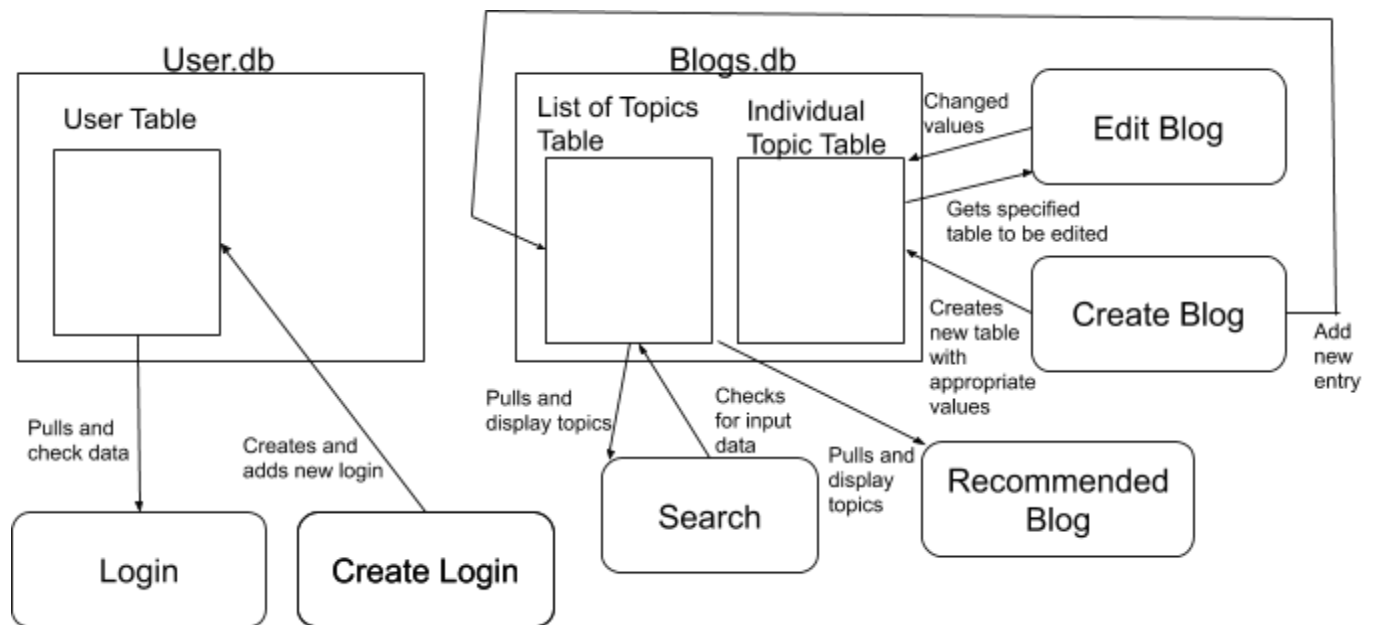 User.db
User Table
Pulls and
check data
Creates and
adds new login
Login
Create Login
Blogs.db
List of Topics
Table
Individual
Topic Table
Changed
values
Edit Blog
Gets specified
table to be edited
Create Blog
Creates
new table
with
appropriate
values
Add
new
entry
Pulls and
display topics
Checks
for input
data
Pulls and
display
topics
Search
Recommended
Blog